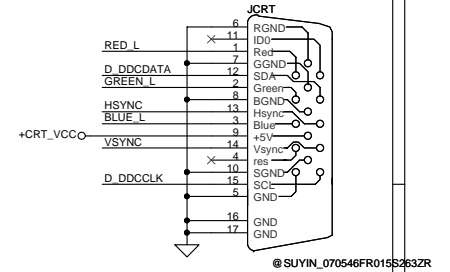 JCRT
6 RGND
11 ID0
RED_L 1 Red
7 GGND
D_DDCDATA 12 SDA
GREEN_L 2 Green
8 BGND
HSYNC 13 Hsync
BLUE_L 3 Blue
+CRT_VCC 9 +5V
VSYNC 14 Vsync
4 res
10 SGND
D_DDCCLK 15 SCL
5 GND
16 GND
17 GND
@SUYIN_070546FR015S263ZR